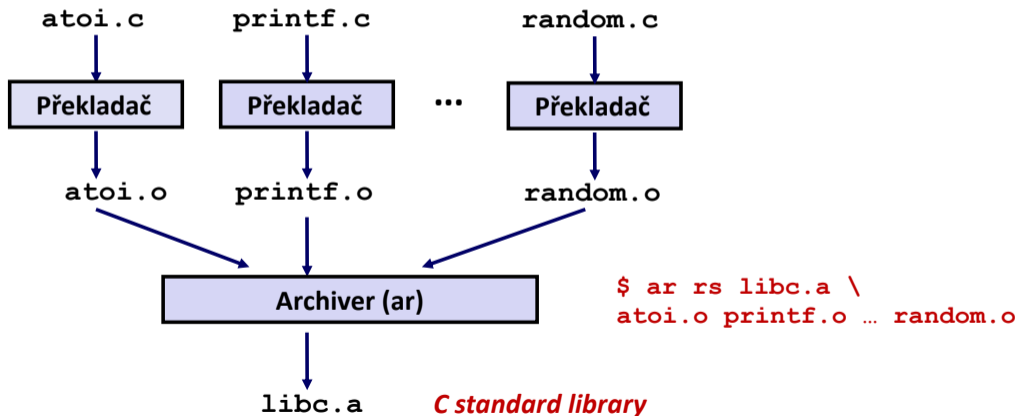 atoi.c printf.c random.c
Překladač Překladač ... Překladač
atoi.o printf.o random.o
Archiver (ar)
$ ar rs libc.a \
atoi.o printf.o … random.o
libc.a C standard library